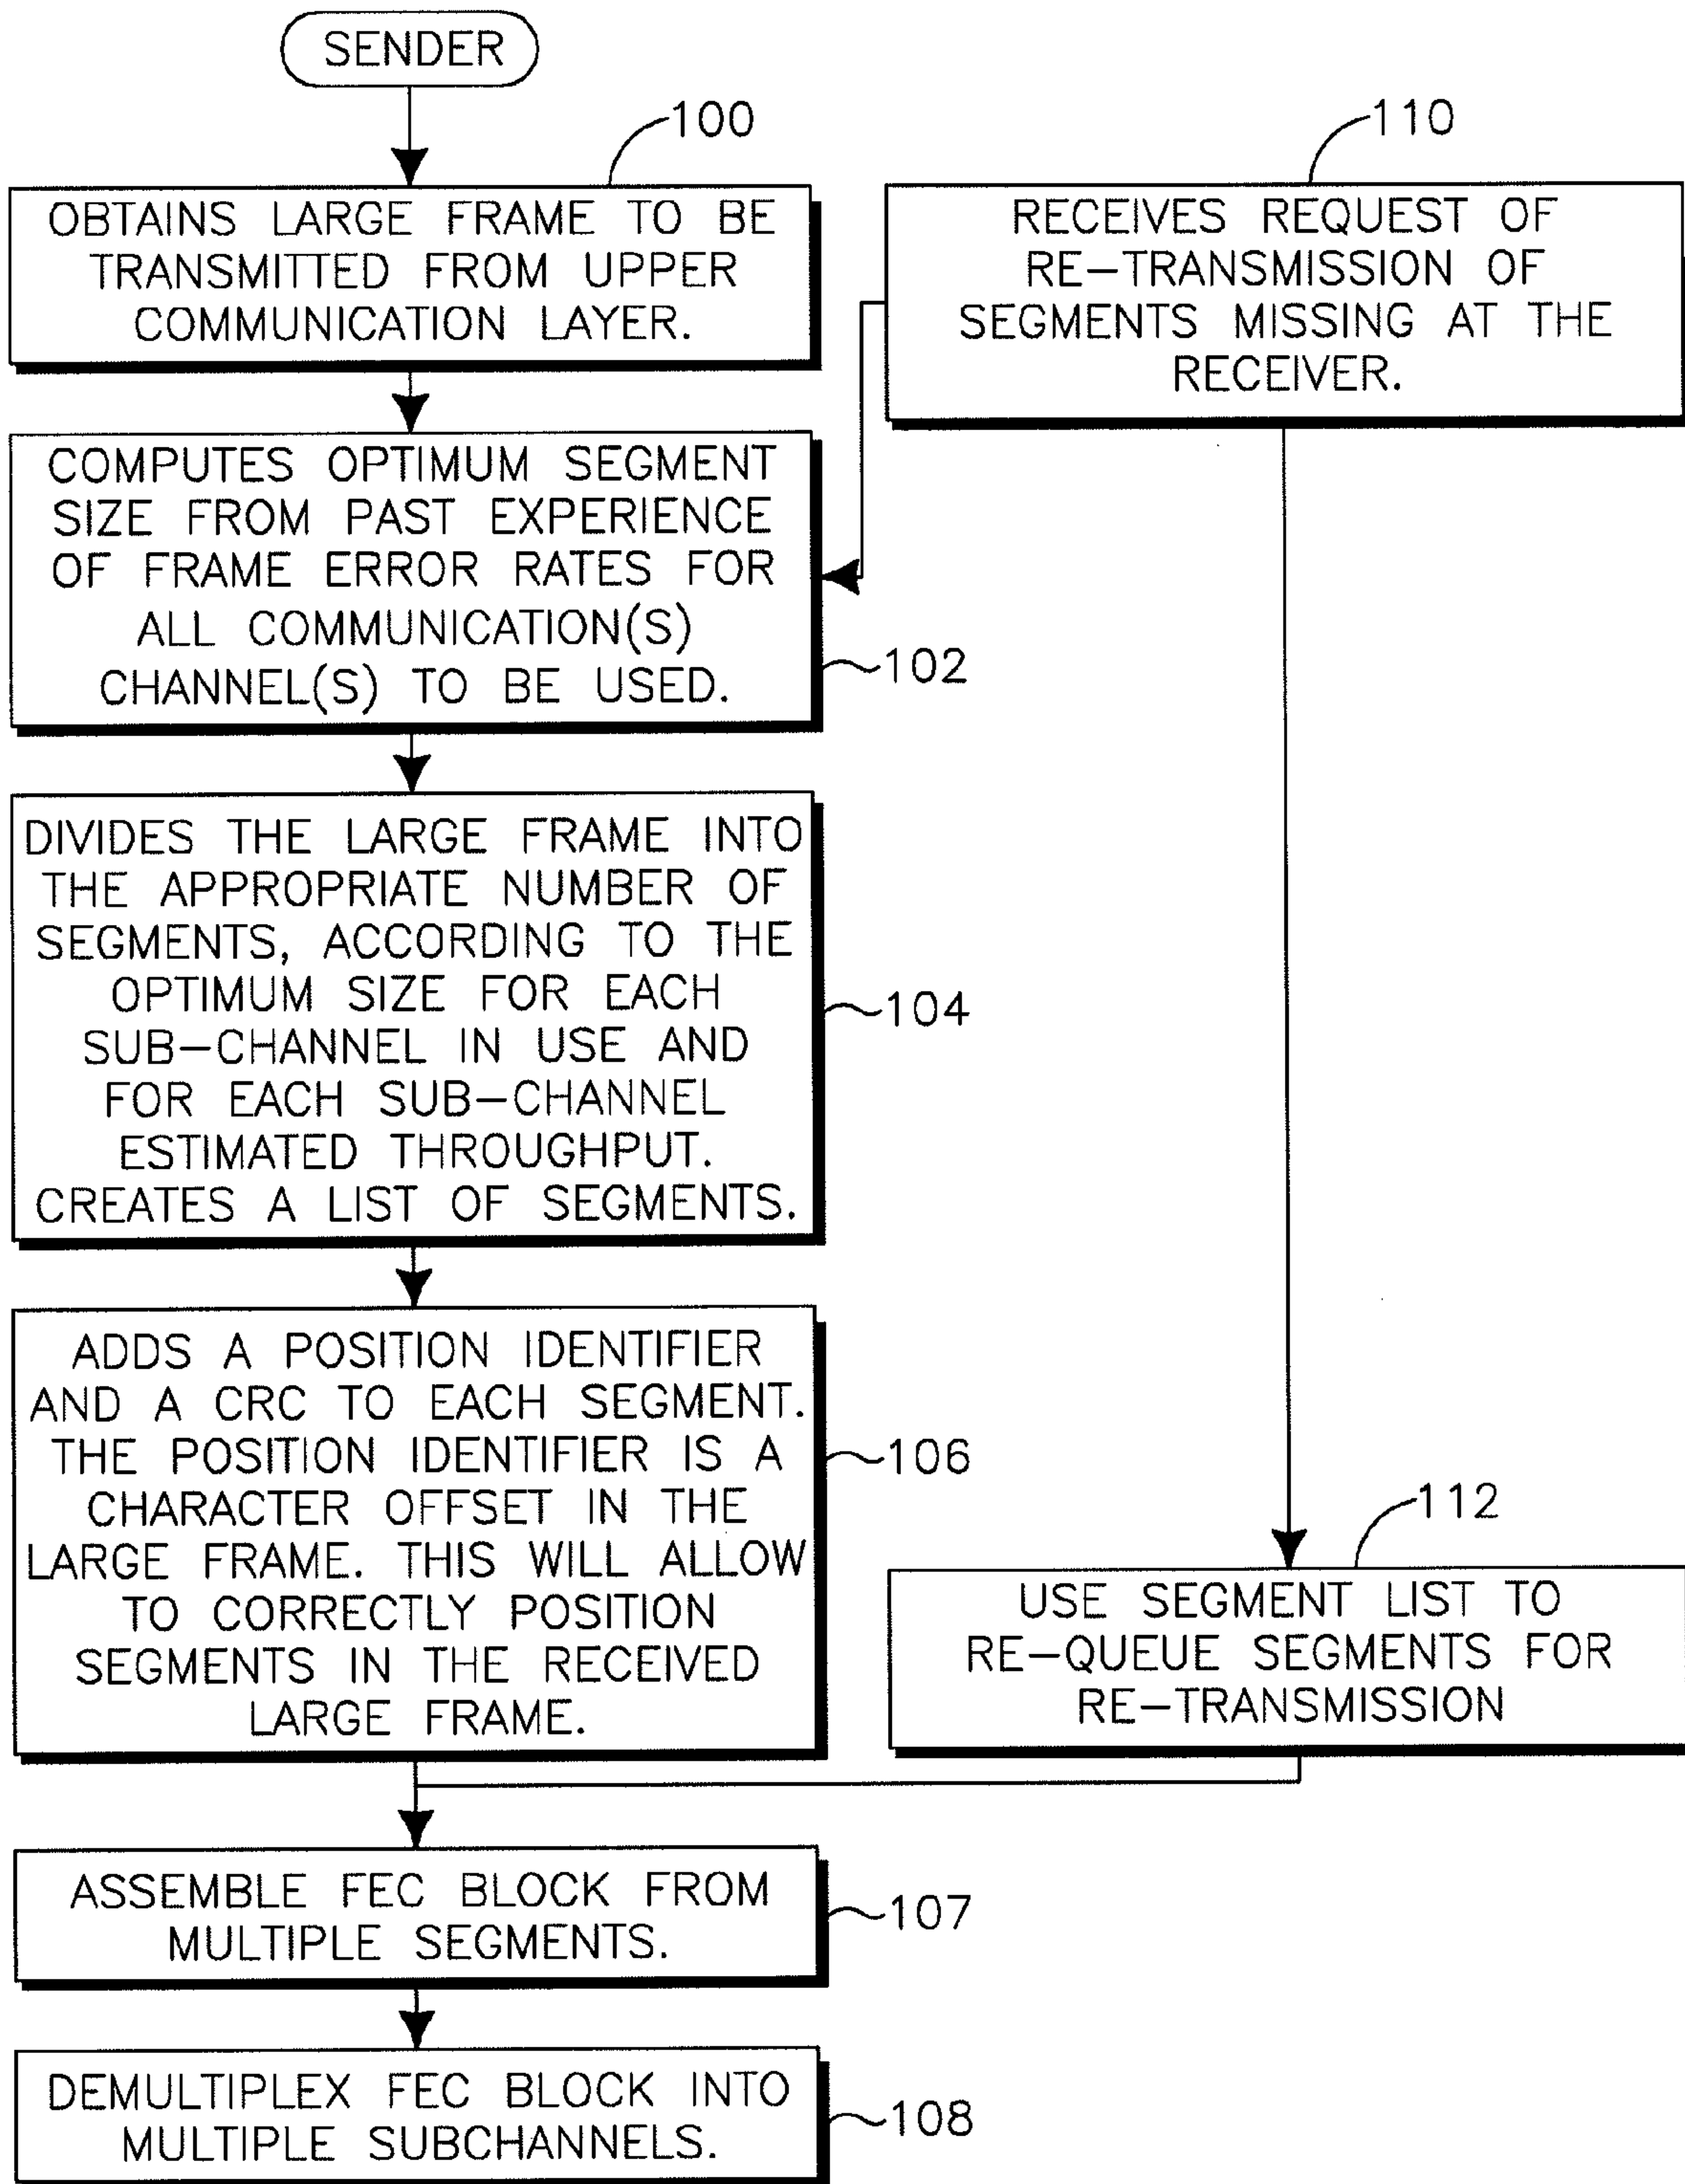 SENDER
100
OBTAINS LARGE FRAME TO BE
TRANSMITTED FROM UPPER
COMMUNICATION LAYER.
110
RECEIVES REQUEST OF
RE-TRANSMISSION OF
SEGMENTS MISSING AT THE
RECEIVER.
COMPUTES OPTIMUM SEGMENT
SIZE FROM PAST EXPERIENCE
OF FRAME ERROR RATES FOR
ALL COMMUNICATION(S)
CHANNEL(S) TO BE USED.
102
DIVIDES THE LARGE FRAME INTO
THE APPROPRIATE NUMBER OF
SEGMENTS, ACCORDING TO THE
OPTIMUM SIZE FOR EACH
SUB-CHANNEL IN USE AND
FOR EACH SUB-CHANNEL
ESTIMATED THROUGHPUT.
CREATES A LIST OF SEGMENTS.
104
ADDS A POSITION IDENTIFIER
AND A CRC TO EACH SEGMENT.
THE POSITION IDENTIFIER IS A
CHARACTER OFFSET IN THE
LARGE FRAME. THIS WILL ALLOW
TO CORRECTLY POSITION
SEGMENTS IN THE RECEIVED
LARGE FRAME.
106
112
USE SEGMENT LIST TO
RE-QUEUE SEGMENTS FOR
RE-TRANSMISSION
ASSEMBLE FEC BLOCK FROM
MULTIPLE SEGMENTS.
107
DEMULTIPLEX FEC BLOCK INTO
MULTIPLE SUBCHANNELS.
108